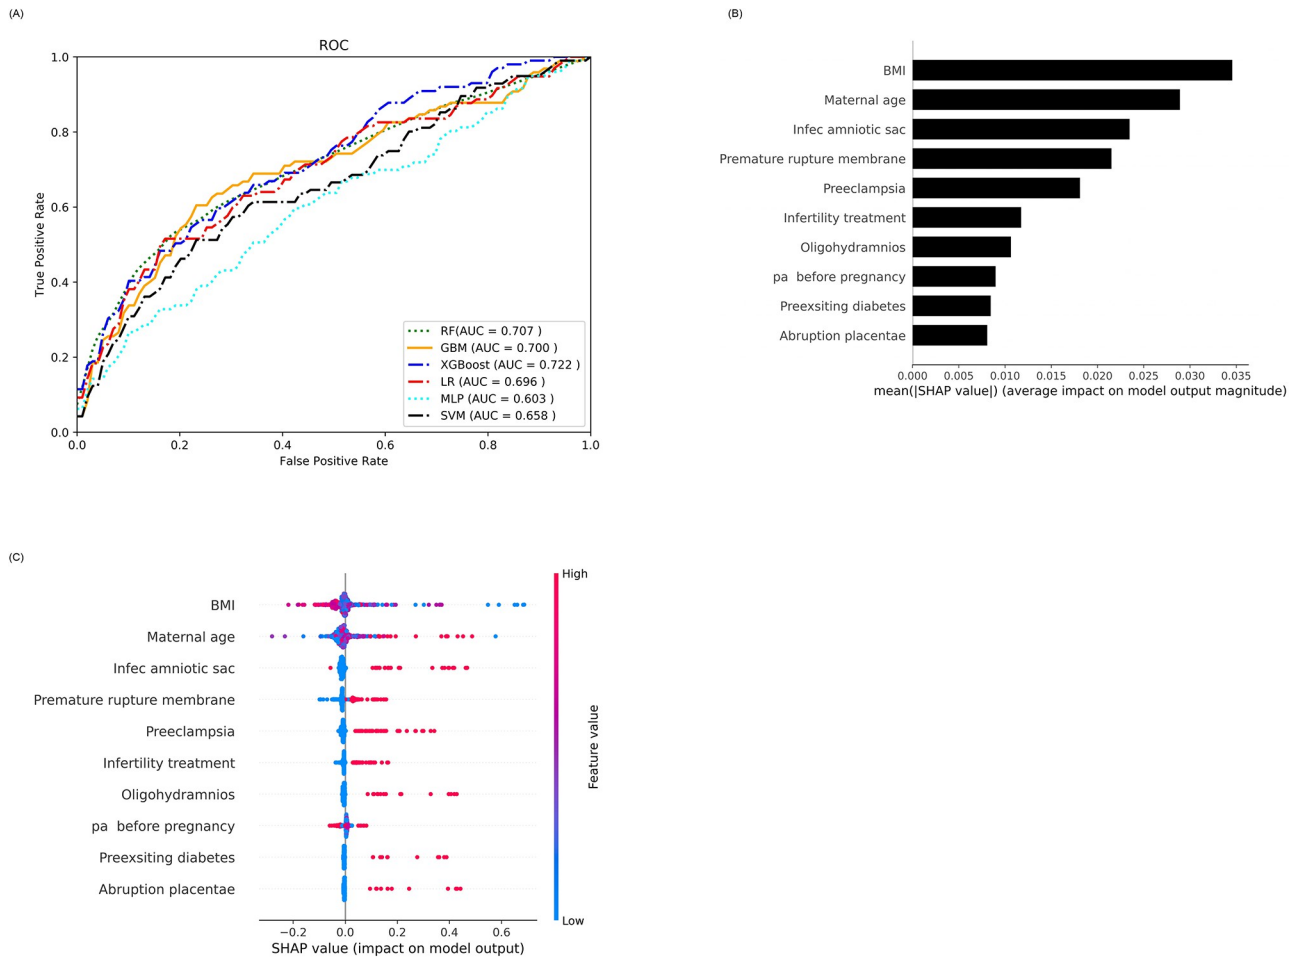 (A)
ROC
1.0
0.8
0.6
0.4
0.2
0.0
True Positive Rate
0.0
0.2
0.4
0.6
0.8
1.0
False Positive Rate
RF(AUC = 0.707 )
GBM (AUC = 0.700 )
XGBoost (AUC = 0.722 )
LR (AUC = 0.696 )
MLP (AUC = 0.603 )
SVM (AUC = 0.658 )
(B)
BMI
Maternal age
Infec amniotic sac
Premature rupture membrane
Preeclampsia
Infertility treatment
Oligohydramnios
pa before pregnancy
Preexsiting diabetes
Abruption placentae
0.000
0.005
0.010
0.015
0.020
0.025
0.030
0.035
mean(|SHAP value|) (average impact on model output magnitude)
(C)
BMI
Maternal age
Infec amniotic sac
Premature rupture membrane
Preeclampsia
Infertility treatment
Oligohydramnios
pa before pregnancy
Preexsiting diabetes
Abruption placentae
−0.2
0.0
0.2
0.4
0.6
SHAP value (impact on model output)
High
Feature value
Low